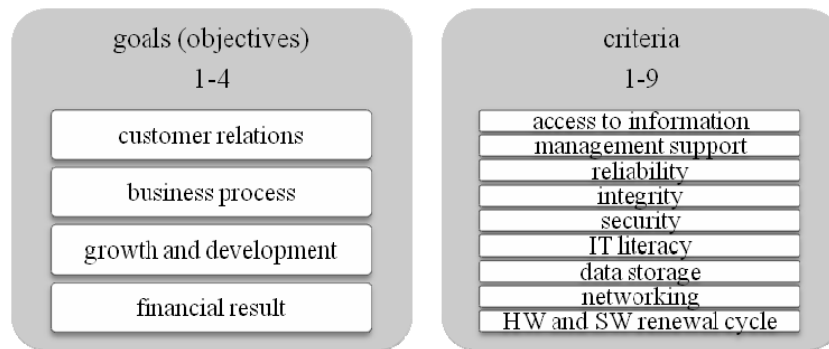 goals (objectives)
1-4
customer relations
business process
growth and development
financial result
criteria
1-9
access to information
management support
reliability
integrity
security
IT literacy
data storage
networking
HW and SW renewal cycle